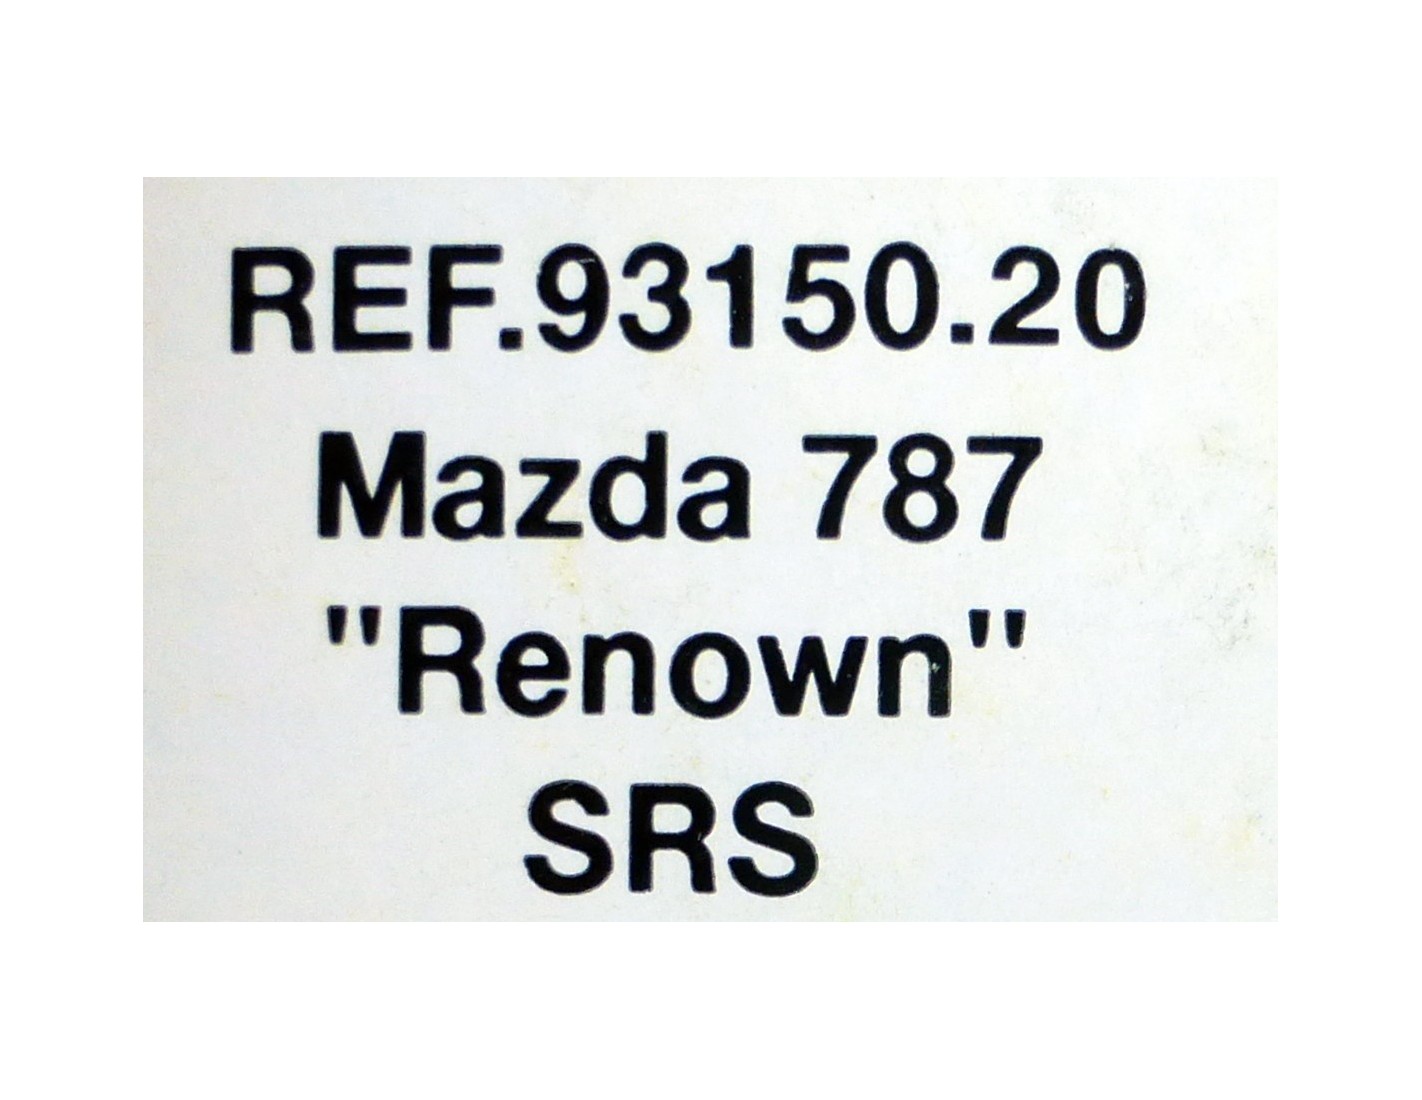 REF.93150.20
Mazda 787
"Renown"
SRS